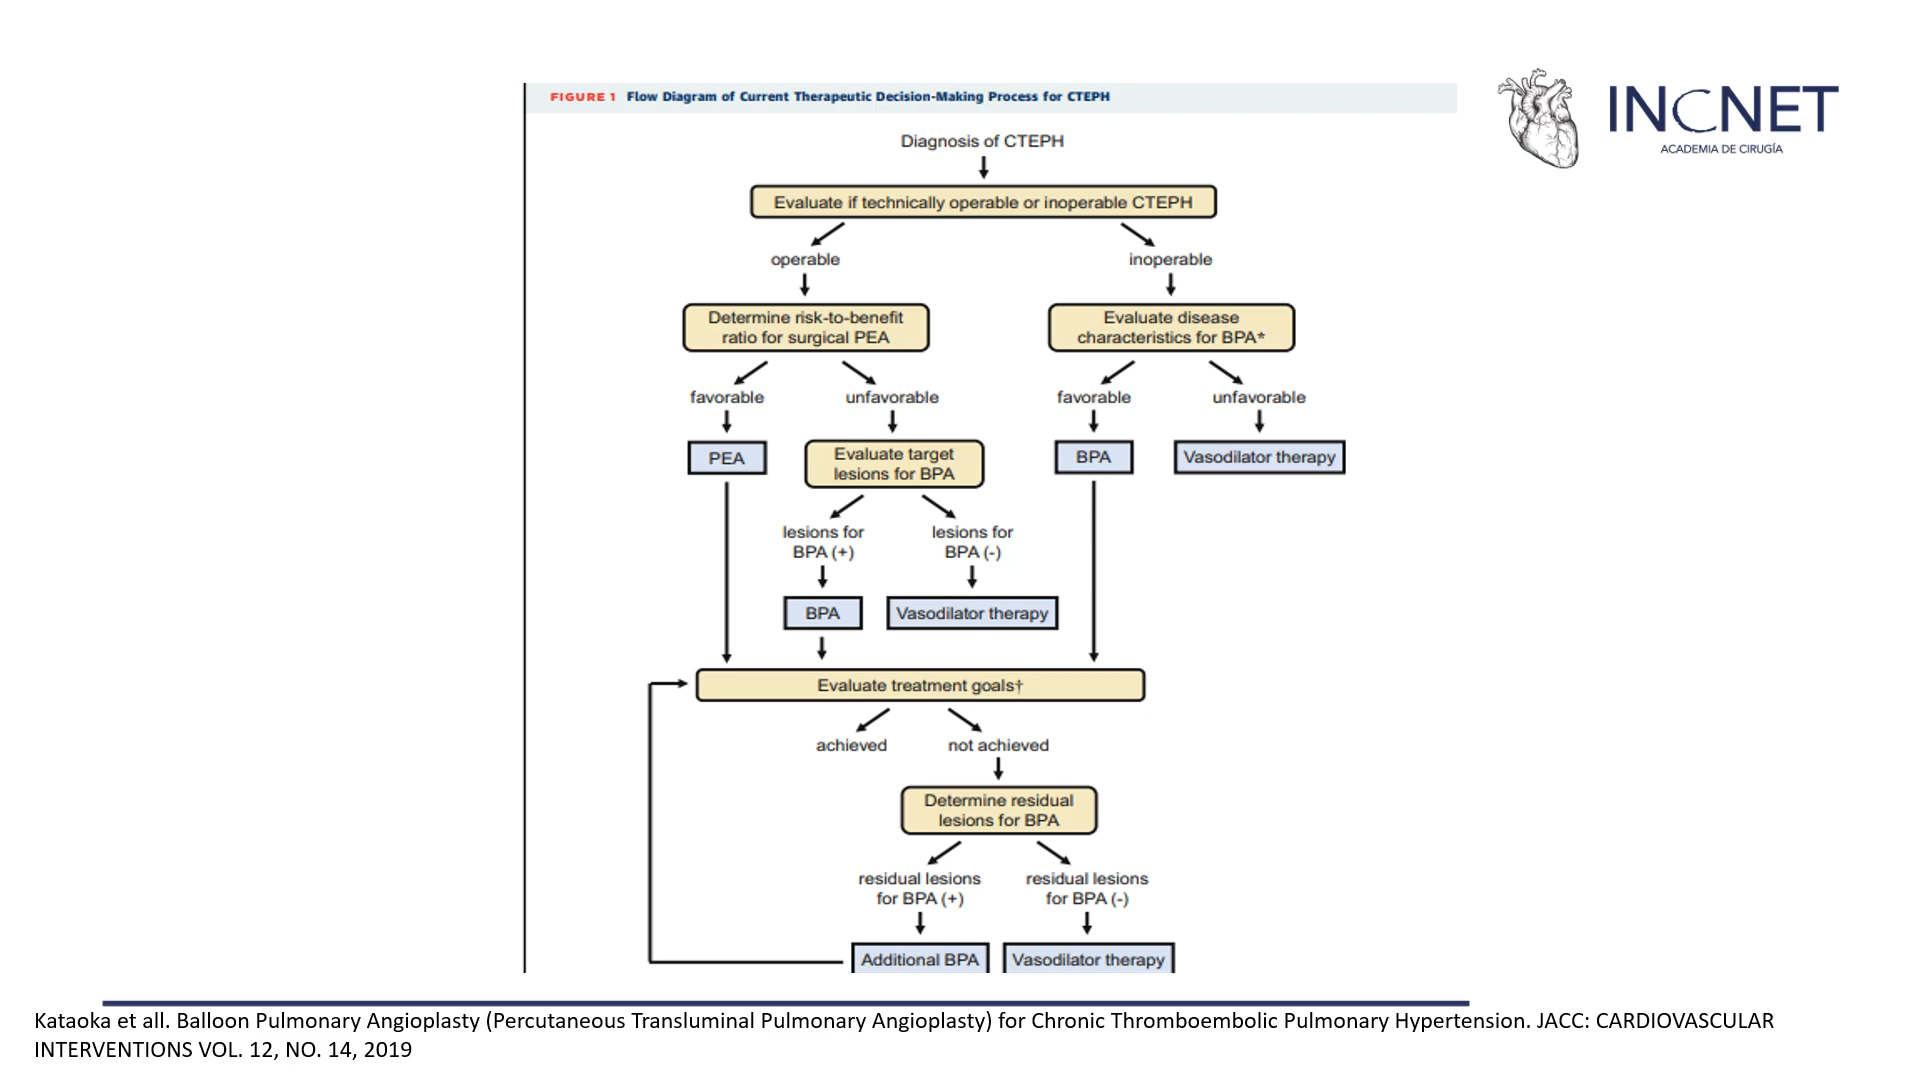 FIGURE 1 Flow Diagram of Current Therapeutic Decision-Making Process for CTEPH
INCNET
ACADEMIA DE CIRUGÍA
Diagnosis of CTEPH
Evaluate if technically operable or inoperable CTEPH
operable
inoperable
Determine risk-to-benefit
ratio for surgical PEA
Evaluate disease
characteristics for BPA*
favorable
unfavorable
favorable
unfavorable
PEA
Evaluate target
lesions for BPA
BPA
Vasodilator therapy
lesions for
BPA (+)
lesions for
BPA (-)
BPA
Vasodilator therapy
Evaluate treatment goals†
achieved
not achieved
Determine residual
lesions for BPA
residual lesions
for BPA (+)
residual lesions
for BPA (-)
Additional BPA
Vasodilator therapy
Kataoka et all. Balloon Pulmonary Angioplasty (Percutaneous Transluminal Pulmonary Angioplasty) for Chronic Thromboembolic Pulmonary Hypertension. JACC: CARDIOVASCULAR
INTERVENTIONS VOL. 12, NO. 14, 2019